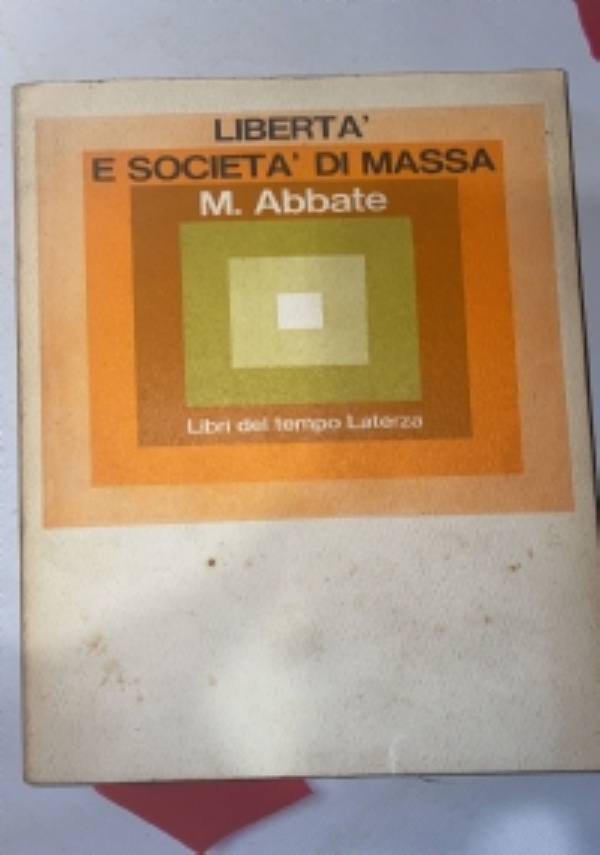 LIBERTA'
E SOCIETA' DI MASSA
M. Abbate
Libri del tempo Laterza